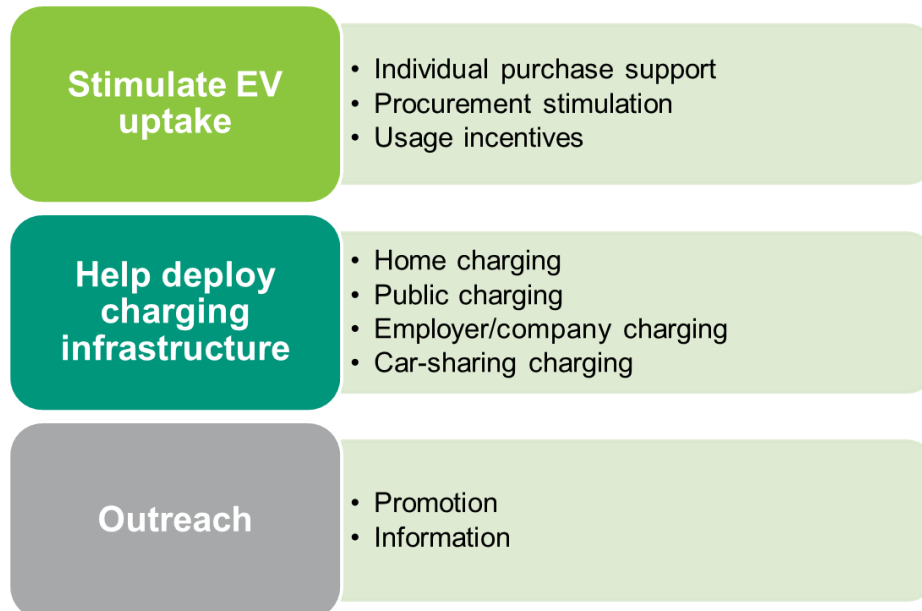 Stimulate EV
uptake
• Individual purchase support
• Procurement stimulation
• Usage incentives
Help deploy
charging
infrastructure
• Home charging
• Public charging
• Employer/company charging
• Car-sharing charging
Outreach
• Promotion
• Information